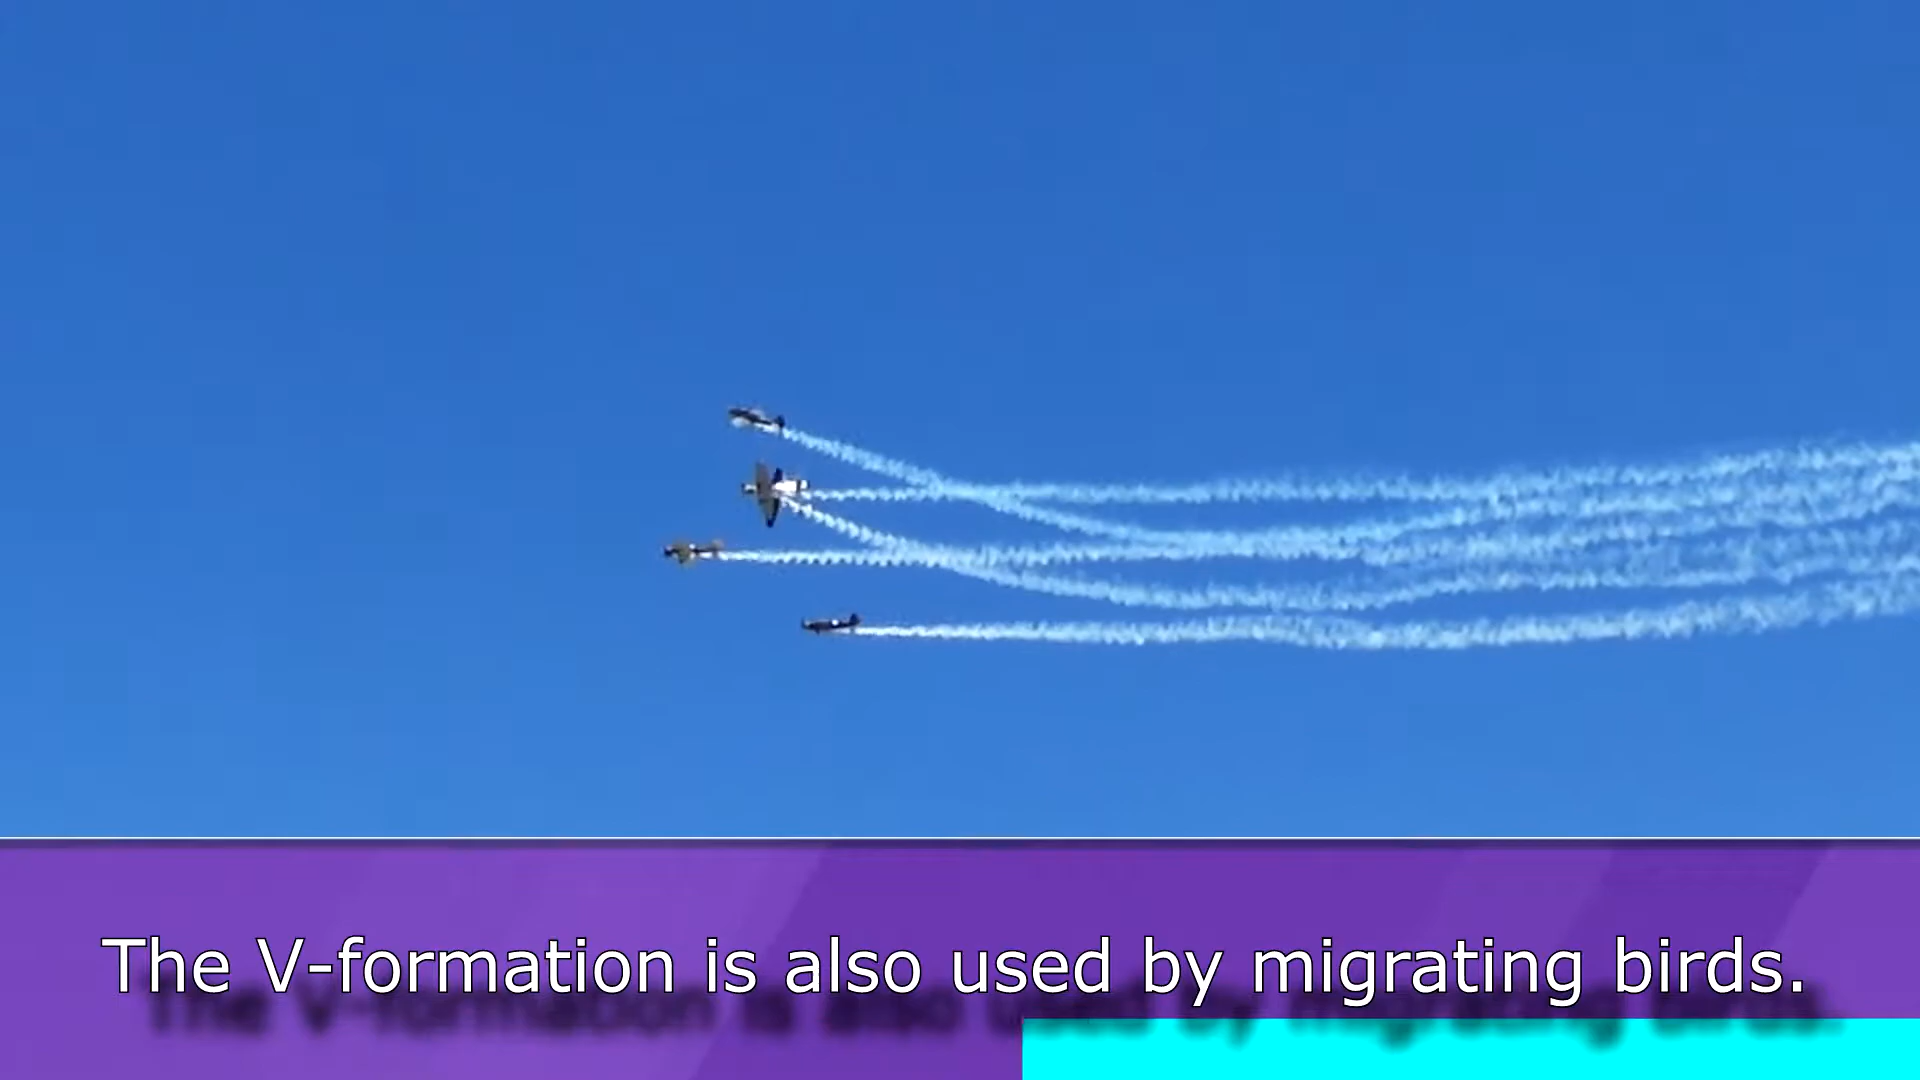 The V-formation is also used by migrating birds.